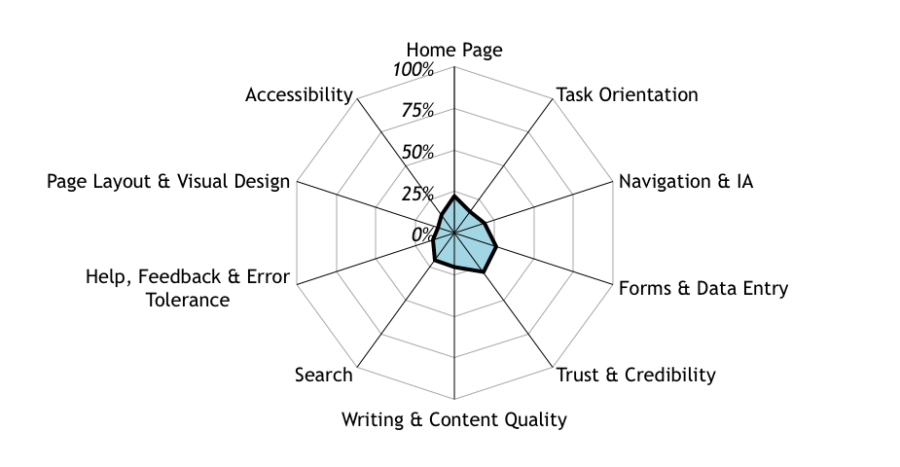 Home Page
100%
Accessibility
Task Orientation
75%
50%
Page Layout & Visual Design
Navigation & IA
25%
0%
Help, Feedback & Error
Tolerance
Forms & Data Entry
Search
Trust & Credibility
Writing & Content Quality